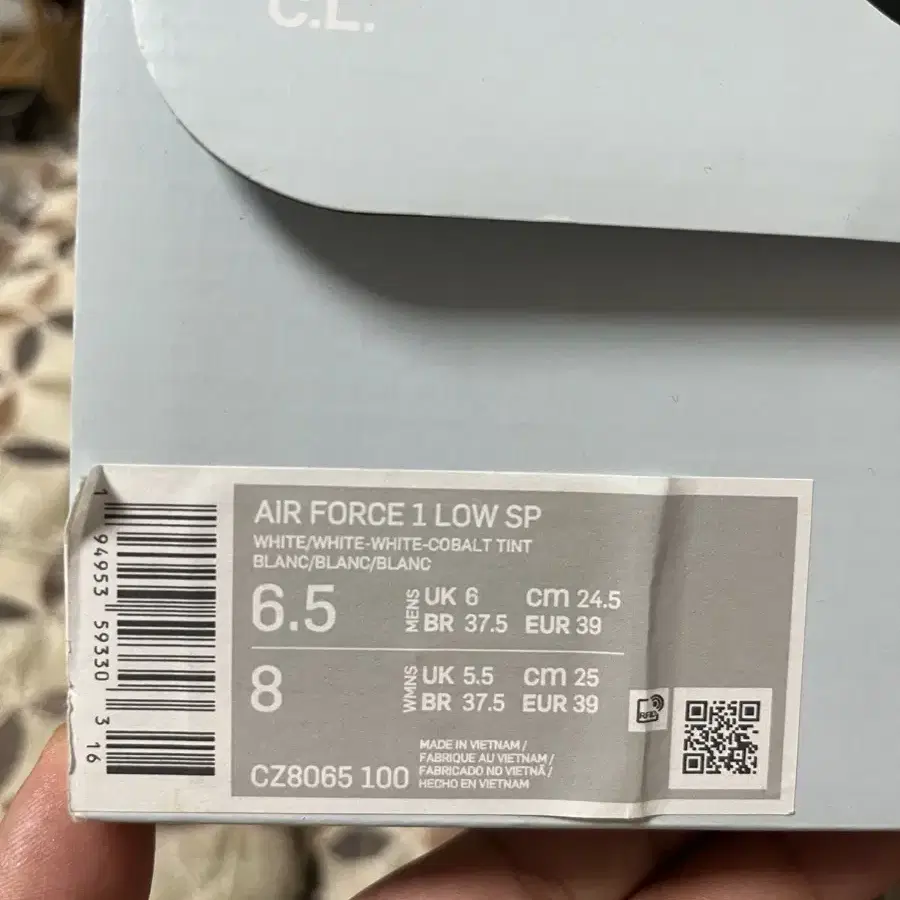 C.L.
AIR FORCE 1 LOW SP
WHITE/WHITE-WHITE-COBALT TINT
BLANC/BLANC/BLANC
6.5 MENS UK 6 cm 24.5
BR 37.5 EUR 39
8 WMNS UK 5.5 cm 25
BR 37.5 EUR 39
RFID
CZ8065 100
MADE IN VIETNAM /
FABRIQUE AU VIETNAM /
FABRICADO NO VIETNÃ /
HECHO EN VIETNAM
1 94953 59330 3 16